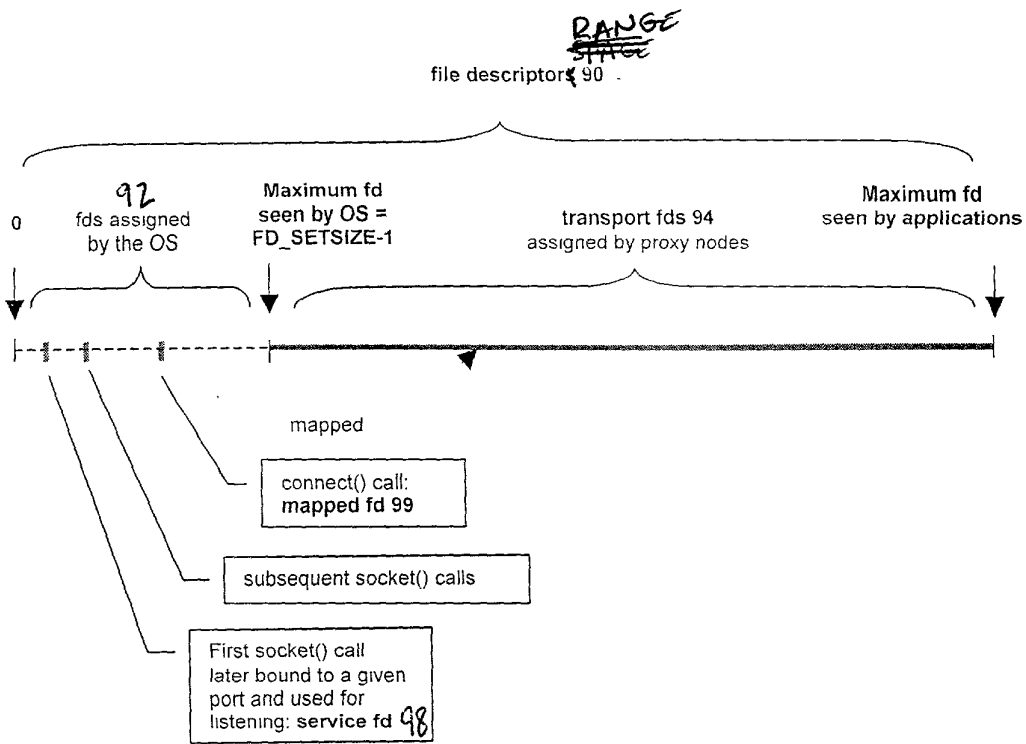 RANGE
STAGE
file descriptors 90
0
92
fds assigned
by the OS
Maximum fd
seen by OS =
FD_SETSIZE-1
transport fds 94
assigned by proxy nodes
Maximum fd
seen by applications
mapped
connect() call:
mapped fd 99
subsequent socket() calls
First socket() call
later bound to a given
port and used for
listening: service fd 98